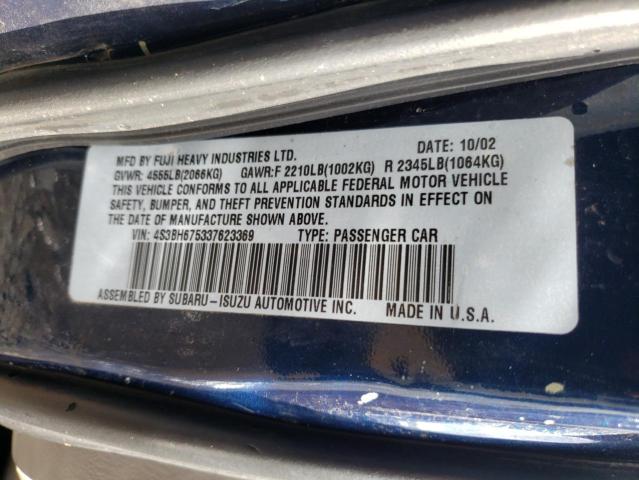 MFD BY FUJI HEAVY INDUSTRIES LTD. DATE: 10/02
GVWR: 4555LB(2066KG) GAWR:F 2210LB(1002KG) R 2345LB(1064KG)
THIS VEHICLE CONFORMS TO ALL APPLICABLE FEDERAL MOTOR VEHICLE
SAFETY, BUMPER, AND THEFT PREVENTION STANDARDS IN EFFECT ON
THE DATE OF MANUFACTURE SHOWN ABOVE.
VIN: 4S3BH675337623369 TYPE: PASSENGER CAR
ASSEMBLED BY SUBARU-ISUZU AUTOMOTIVE INC. MADE IN U.S.A.